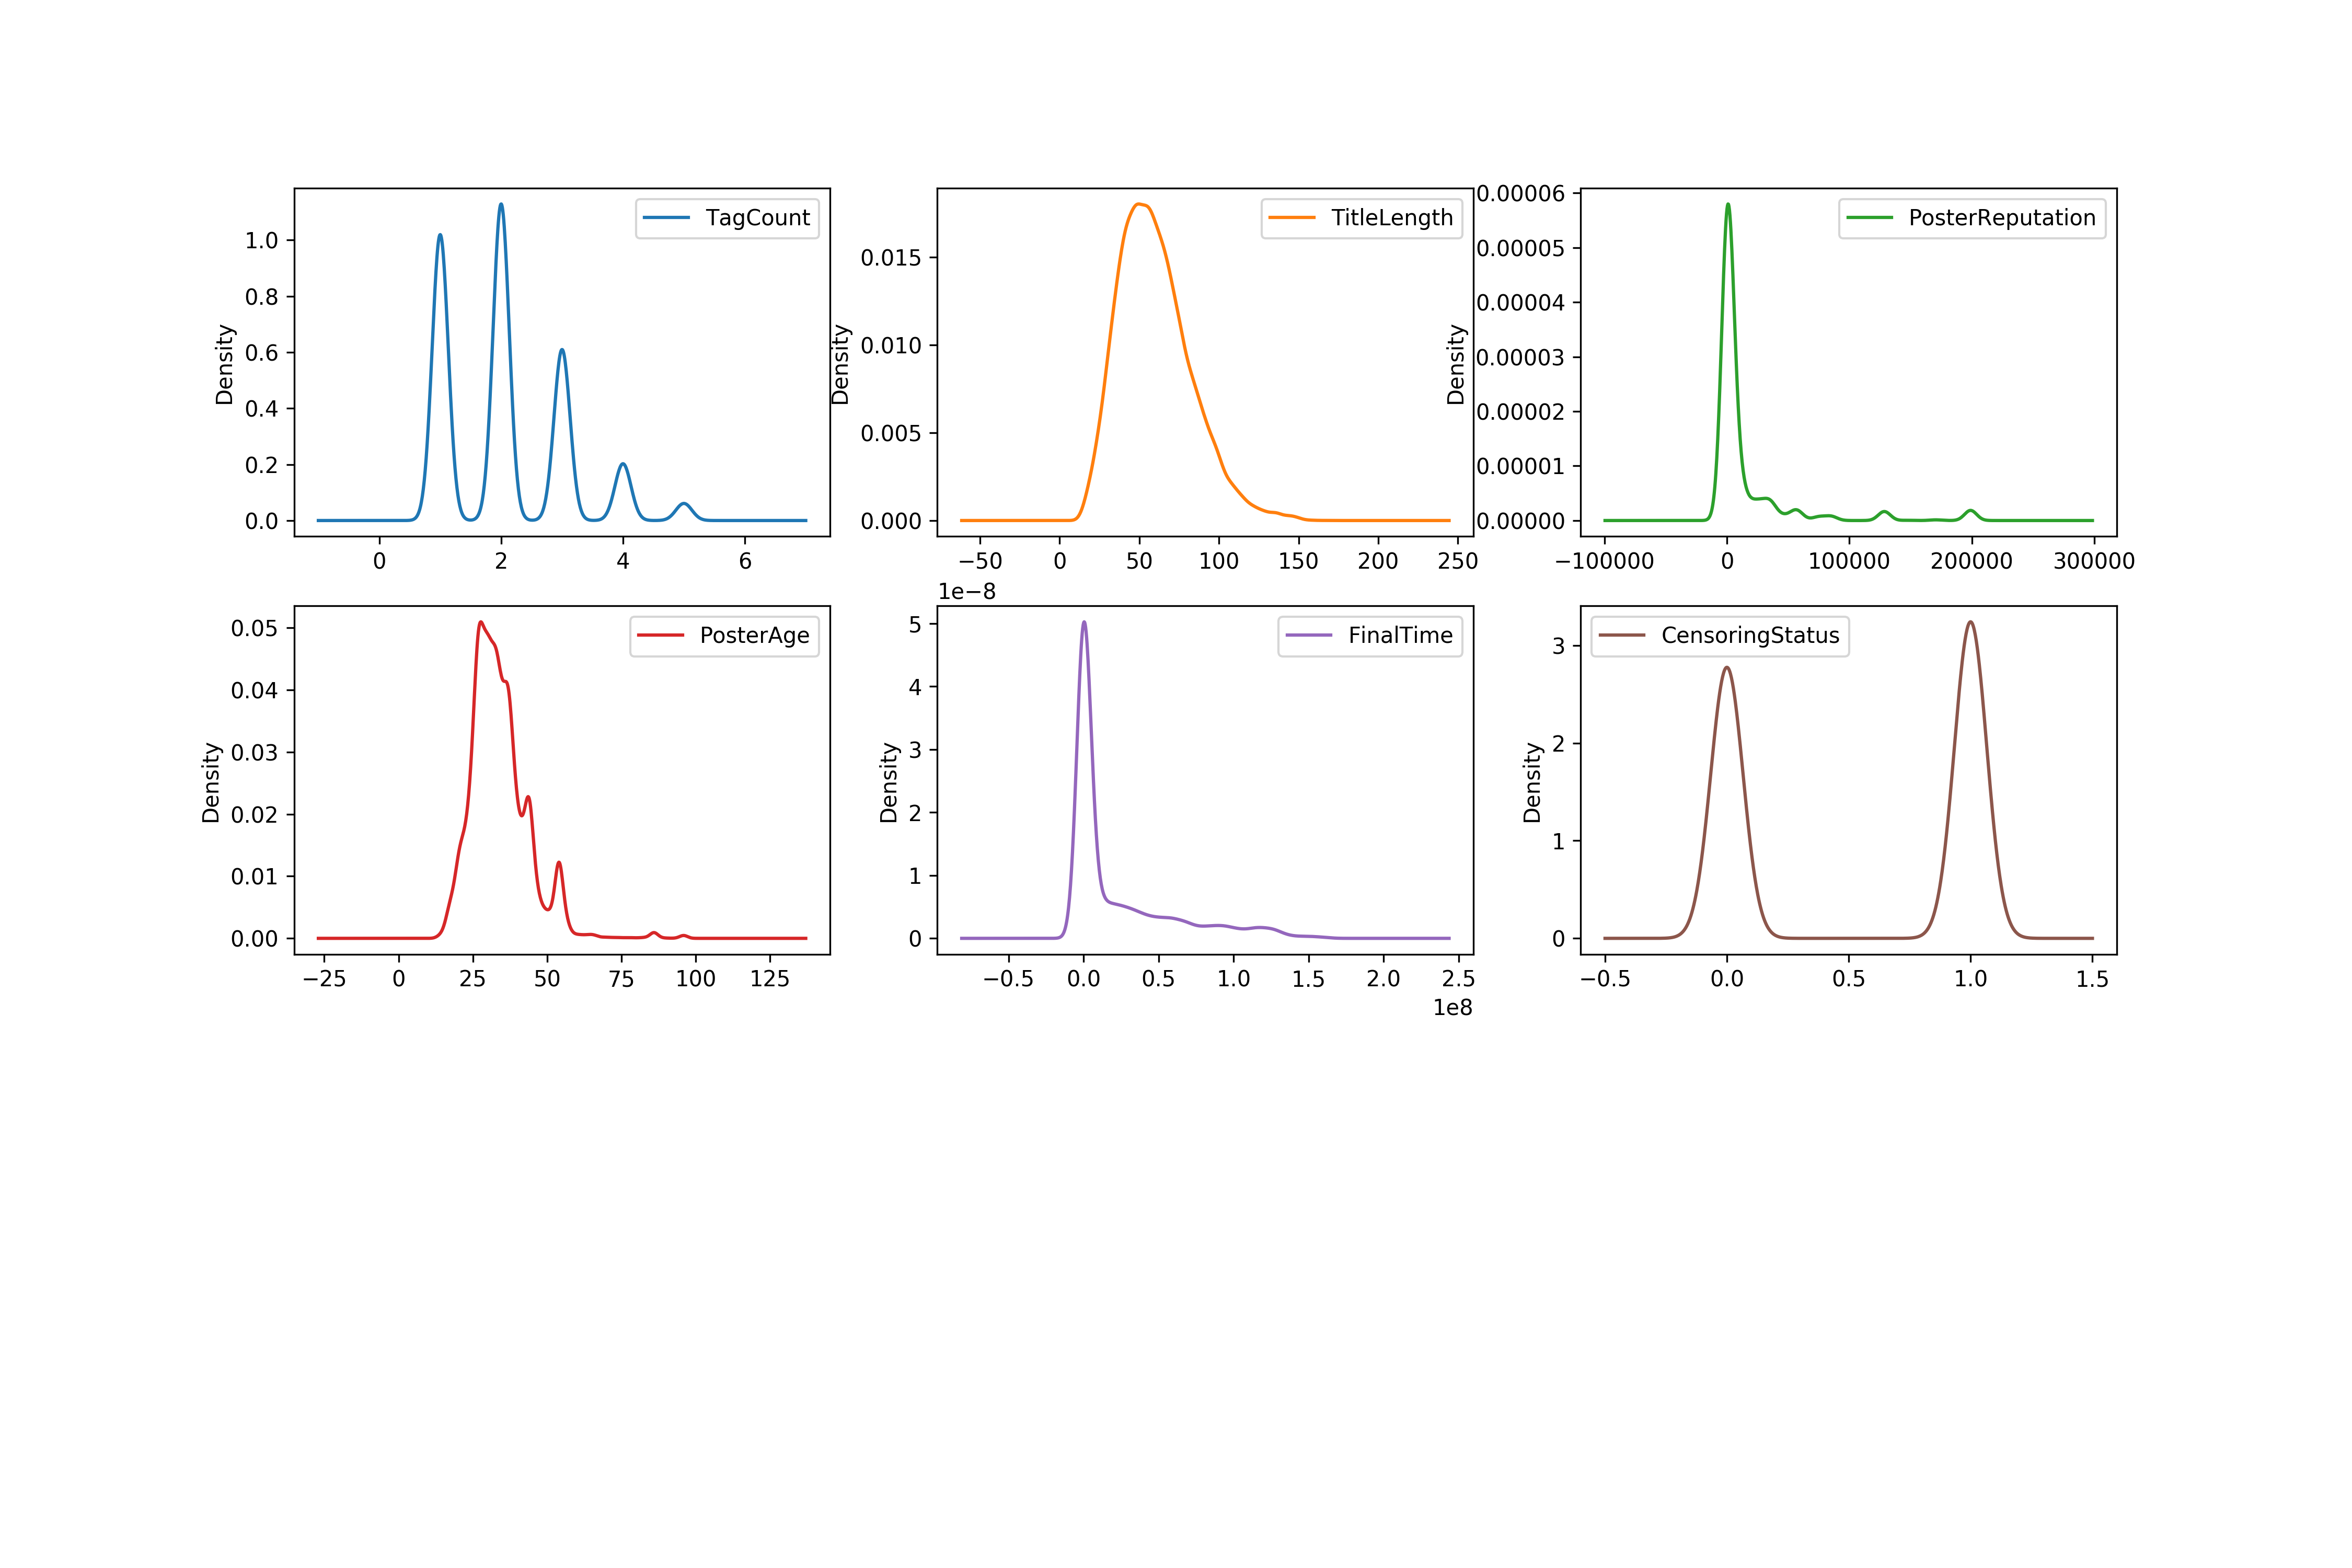 TagCount
Density
1.0
0.8
0.6
0.4
0.2
0.0
0 2 4 6
TitleLength
Density
0.015
0.010
0.005
0.000
−50 0 50 100 150 200 250
PosterReputation
Density
0.00006
0.00005
0.00004
0.00003
0.00002
0.00001
0.00000
−100000 0 100000 200000 300000
PosterAge
Density
0.05
0.04
0.03
0.02
0.01
0.00
−25 0 25 50 75 100 125
1e−8
FinalTime
Density
5
4
3
2
1
0
−0.5 0.0 0.5 1.0 1.5 2.0 2.5
1e8
CensoringStatus
Density
3
2
1
0
−0.5 0.0 0.5 1.0 1.5